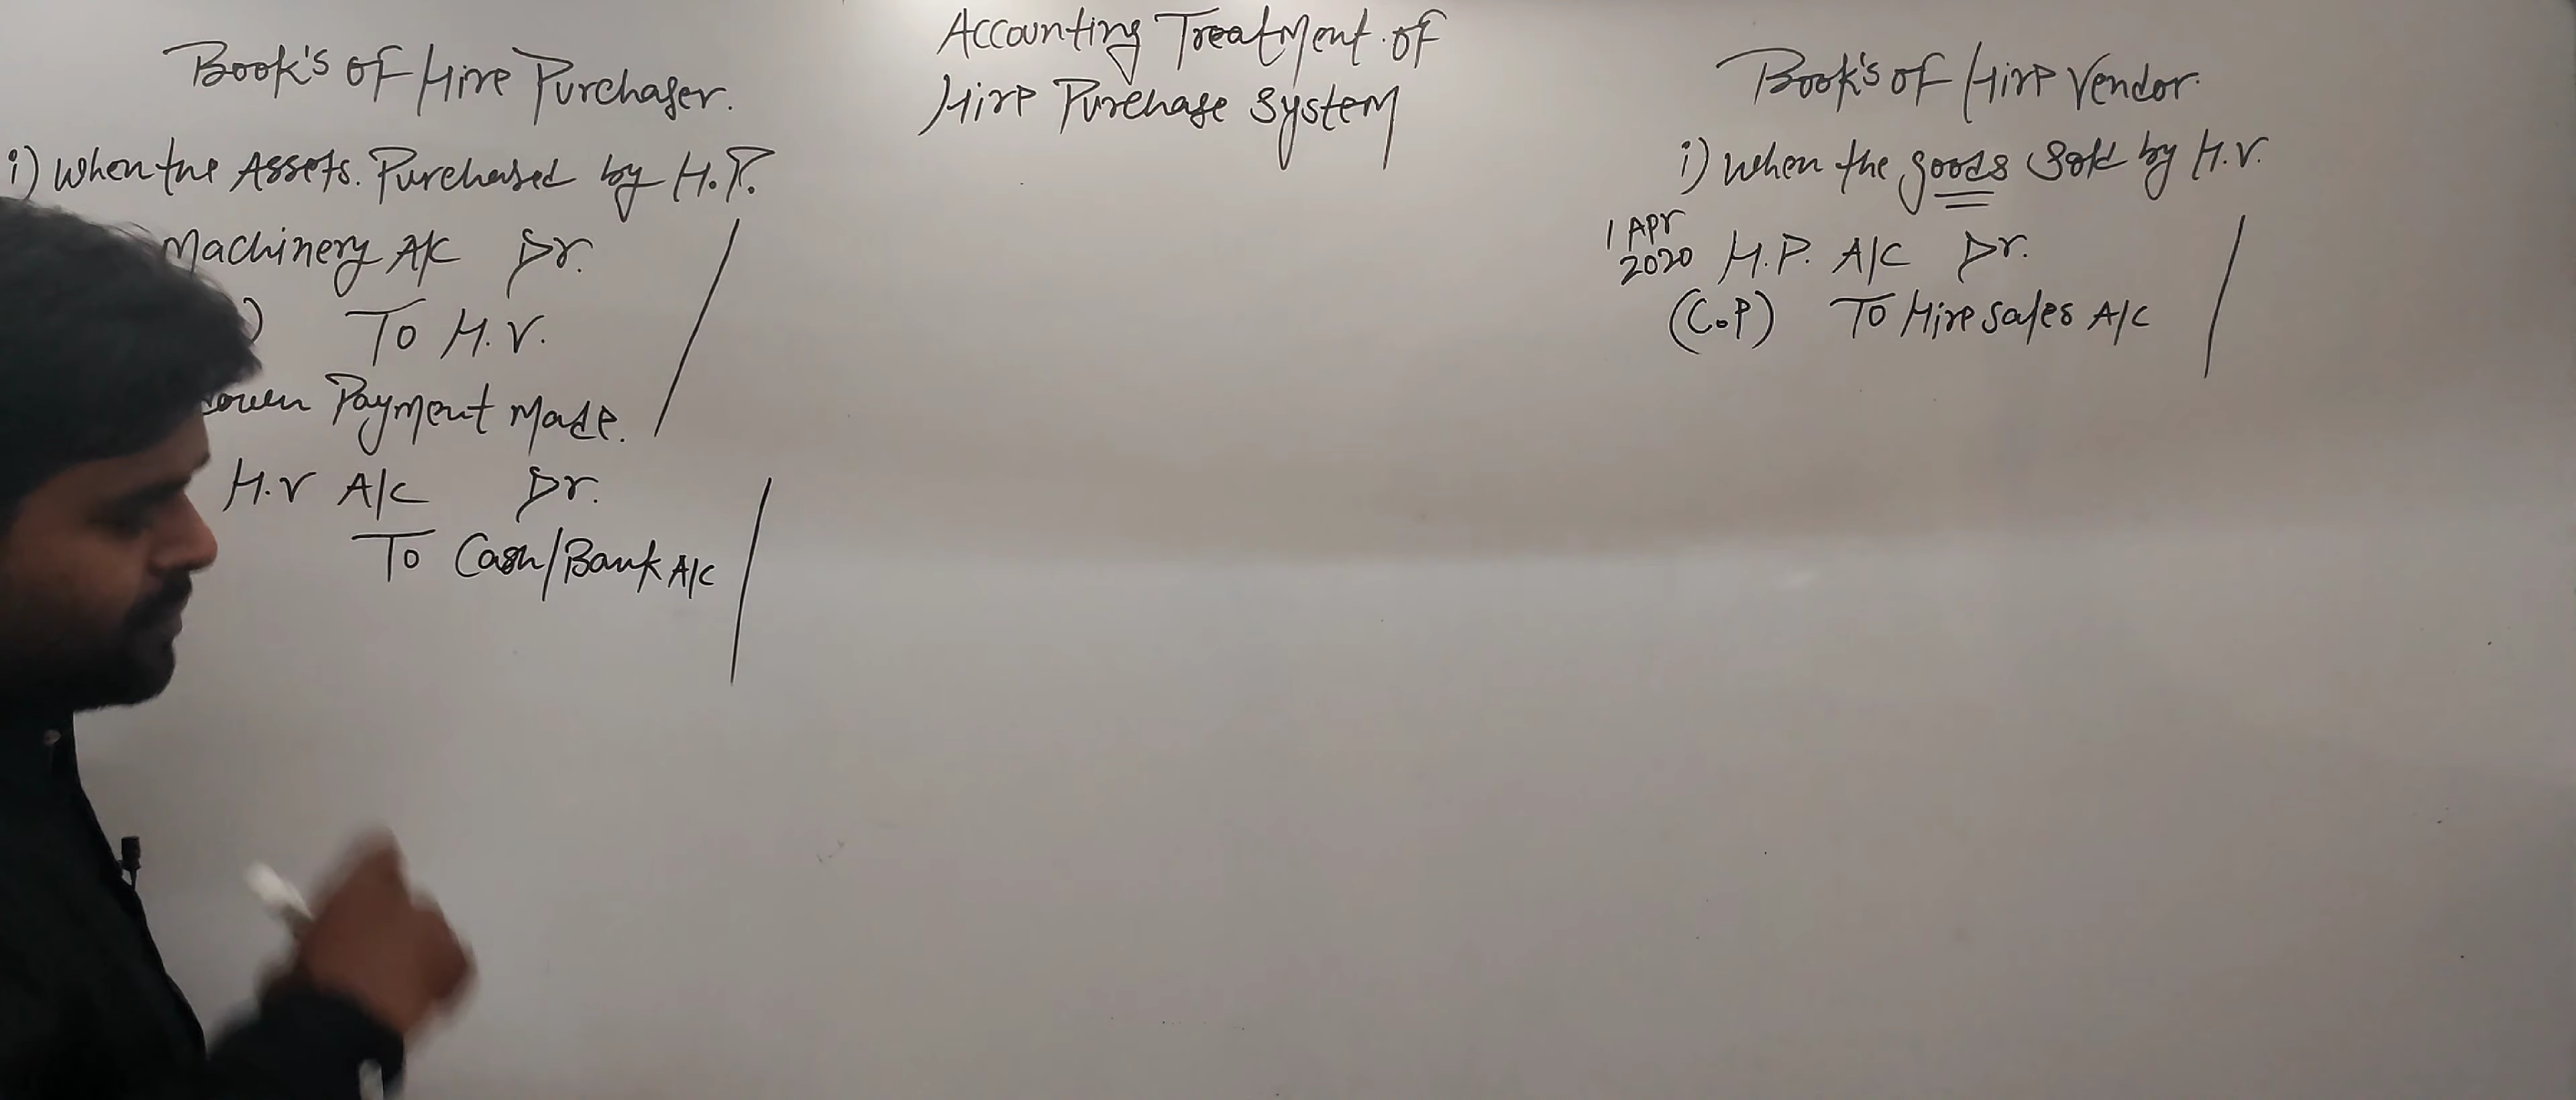 Accounting Treatment of
Hire Purchase System
Book's of Hire Purchaser.
i) When the Assets. Purchased by H.P.
Machinery A/c Dr.
) To H.V.
Payment Made.
H.V A/c Dr.
To Cash/Bank A/c
Book's of Hire Vendor.
i) When the goods Sold by H.V.
1 Apr
2020 H.P. A/c Dr.
(C.P) To Hire Sales A/c